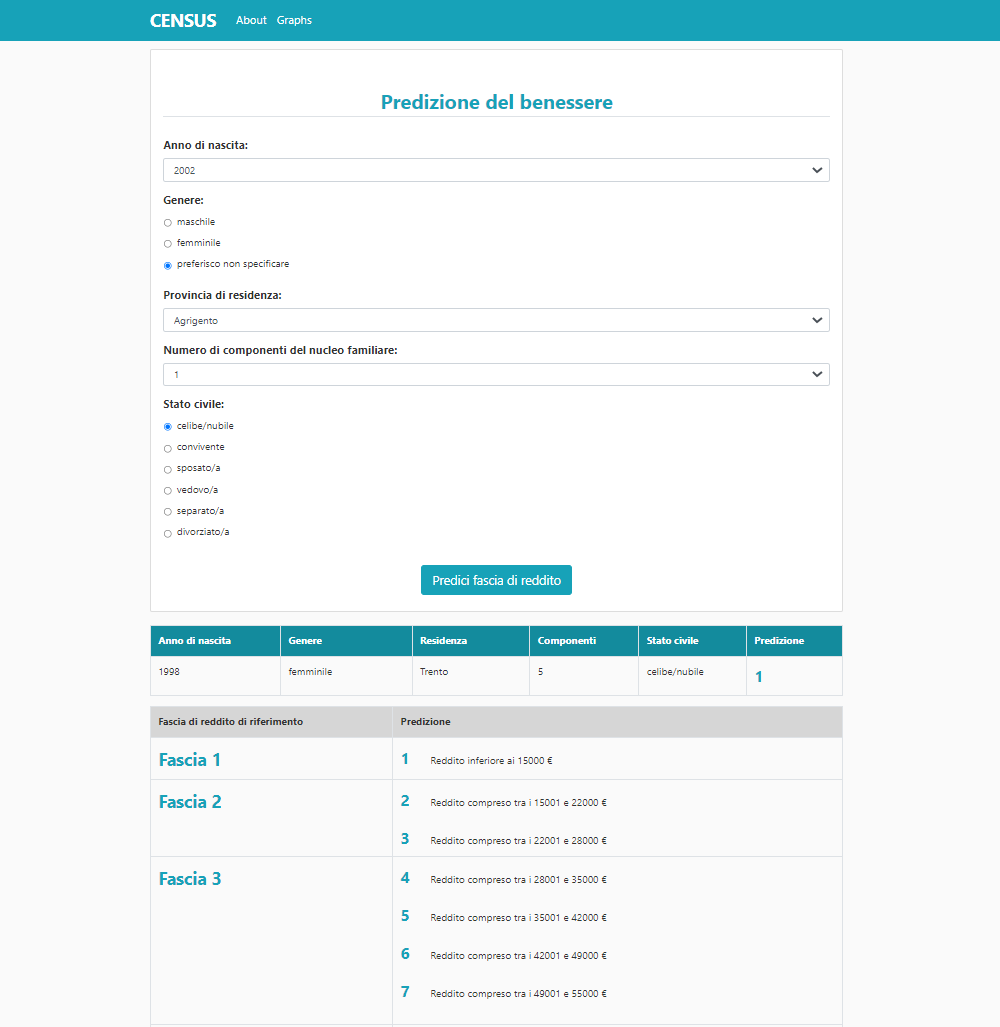 CENSUS About Graphs
Predizione del benessere
Anno di nascita:
2002
Genere:
maschile
femminile
preferisco non specificare
Provincia di residenza:
Agrigento
Numero di componenti del nucleo familiare:
1
Stato civile:
celibe/nubile
convivente
sposato/a
vedovo/a
separato/a
divorziato/a
Predici fascia di reddito
Anno di nascita Genere Residenza Componenti Stato civile Predizione
1998 femminile Trento 5 celibe/nubile 1
Fascia di reddito di riferimento Predizione
Fascia 1 1 Reddito inferiore ai 15000 €
Fascia 2 2 Reddito compreso tra i 15001 e 22000 €
3 Reddito compreso tra i 22001 e 28000 €
Fascia 3 4 Reddito compreso tra i 28001 e 35000 €
5 Reddito compreso tra i 35001 e 42000 €
6 Reddito compreso tra i 42001 e 49000 €
7 Reddito compreso tra i 49001 e 55000 €